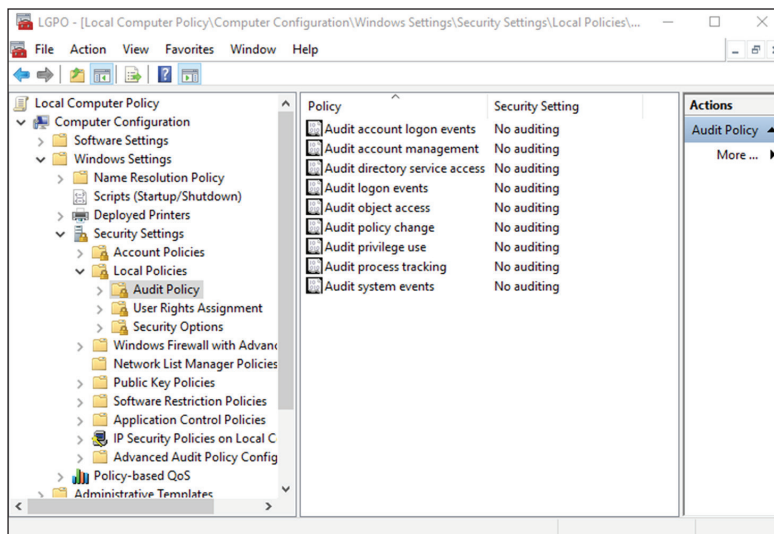 LGPO - [Local Computer Policy\Computer Configuration\Windows Settings\Security Settings\Local Policies\...
File Action View Favorites Window Help
Local Computer Policy
Computer Configuration
Software Settings
Windows Settings
Name Resolution Policy
Scripts (Startup/Shutdown)
Deployed Printers
Security Settings
Account Policies
Local Policies
Audit Policy
User Rights Assignment
Security Options
Windows Firewall with Advanc
Network List Manager Policies
Public Key Policies
Software Restriction Policies
Application Control Policies
IP Security Policies on Local C
Advanced Audit Policy Config
Policy-based QoS
Administrative Templates
Policy Security Setting
Audit account logon events No auditing
Audit account management No auditing
Audit directory service access No auditing
Audit logon events No auditing
Audit object access No auditing
Audit policy change No auditing
Audit privilege use No auditing
Audit process tracking No auditing
Audit system events No auditing
Actions
Audit Policy
More ...